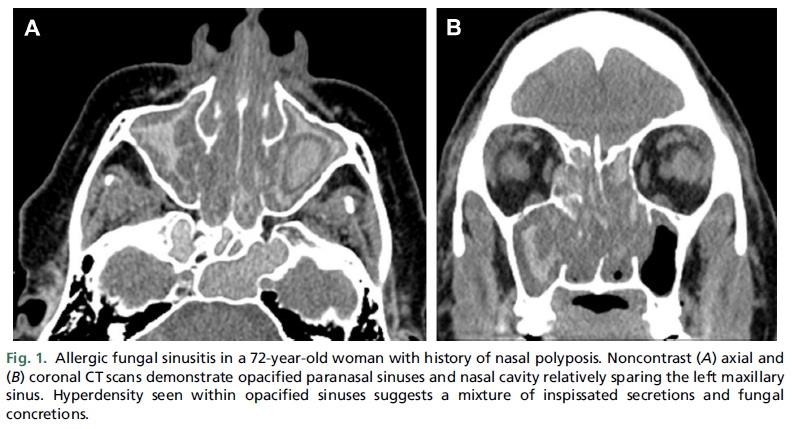 A
B
Fig. 1. Allergic fungal sinusitis in a 72-year-old woman with history of nasal polyposis. Noncontrast (A) axial and
(B) coronal CT scans demonstrate opacified paranasal sinuses and nasal cavity relatively sparing the left maxillary
sinus. Hyperdensity seen within opacified sinuses suggests a mixture of inspissated secretions and fungal
concretions.